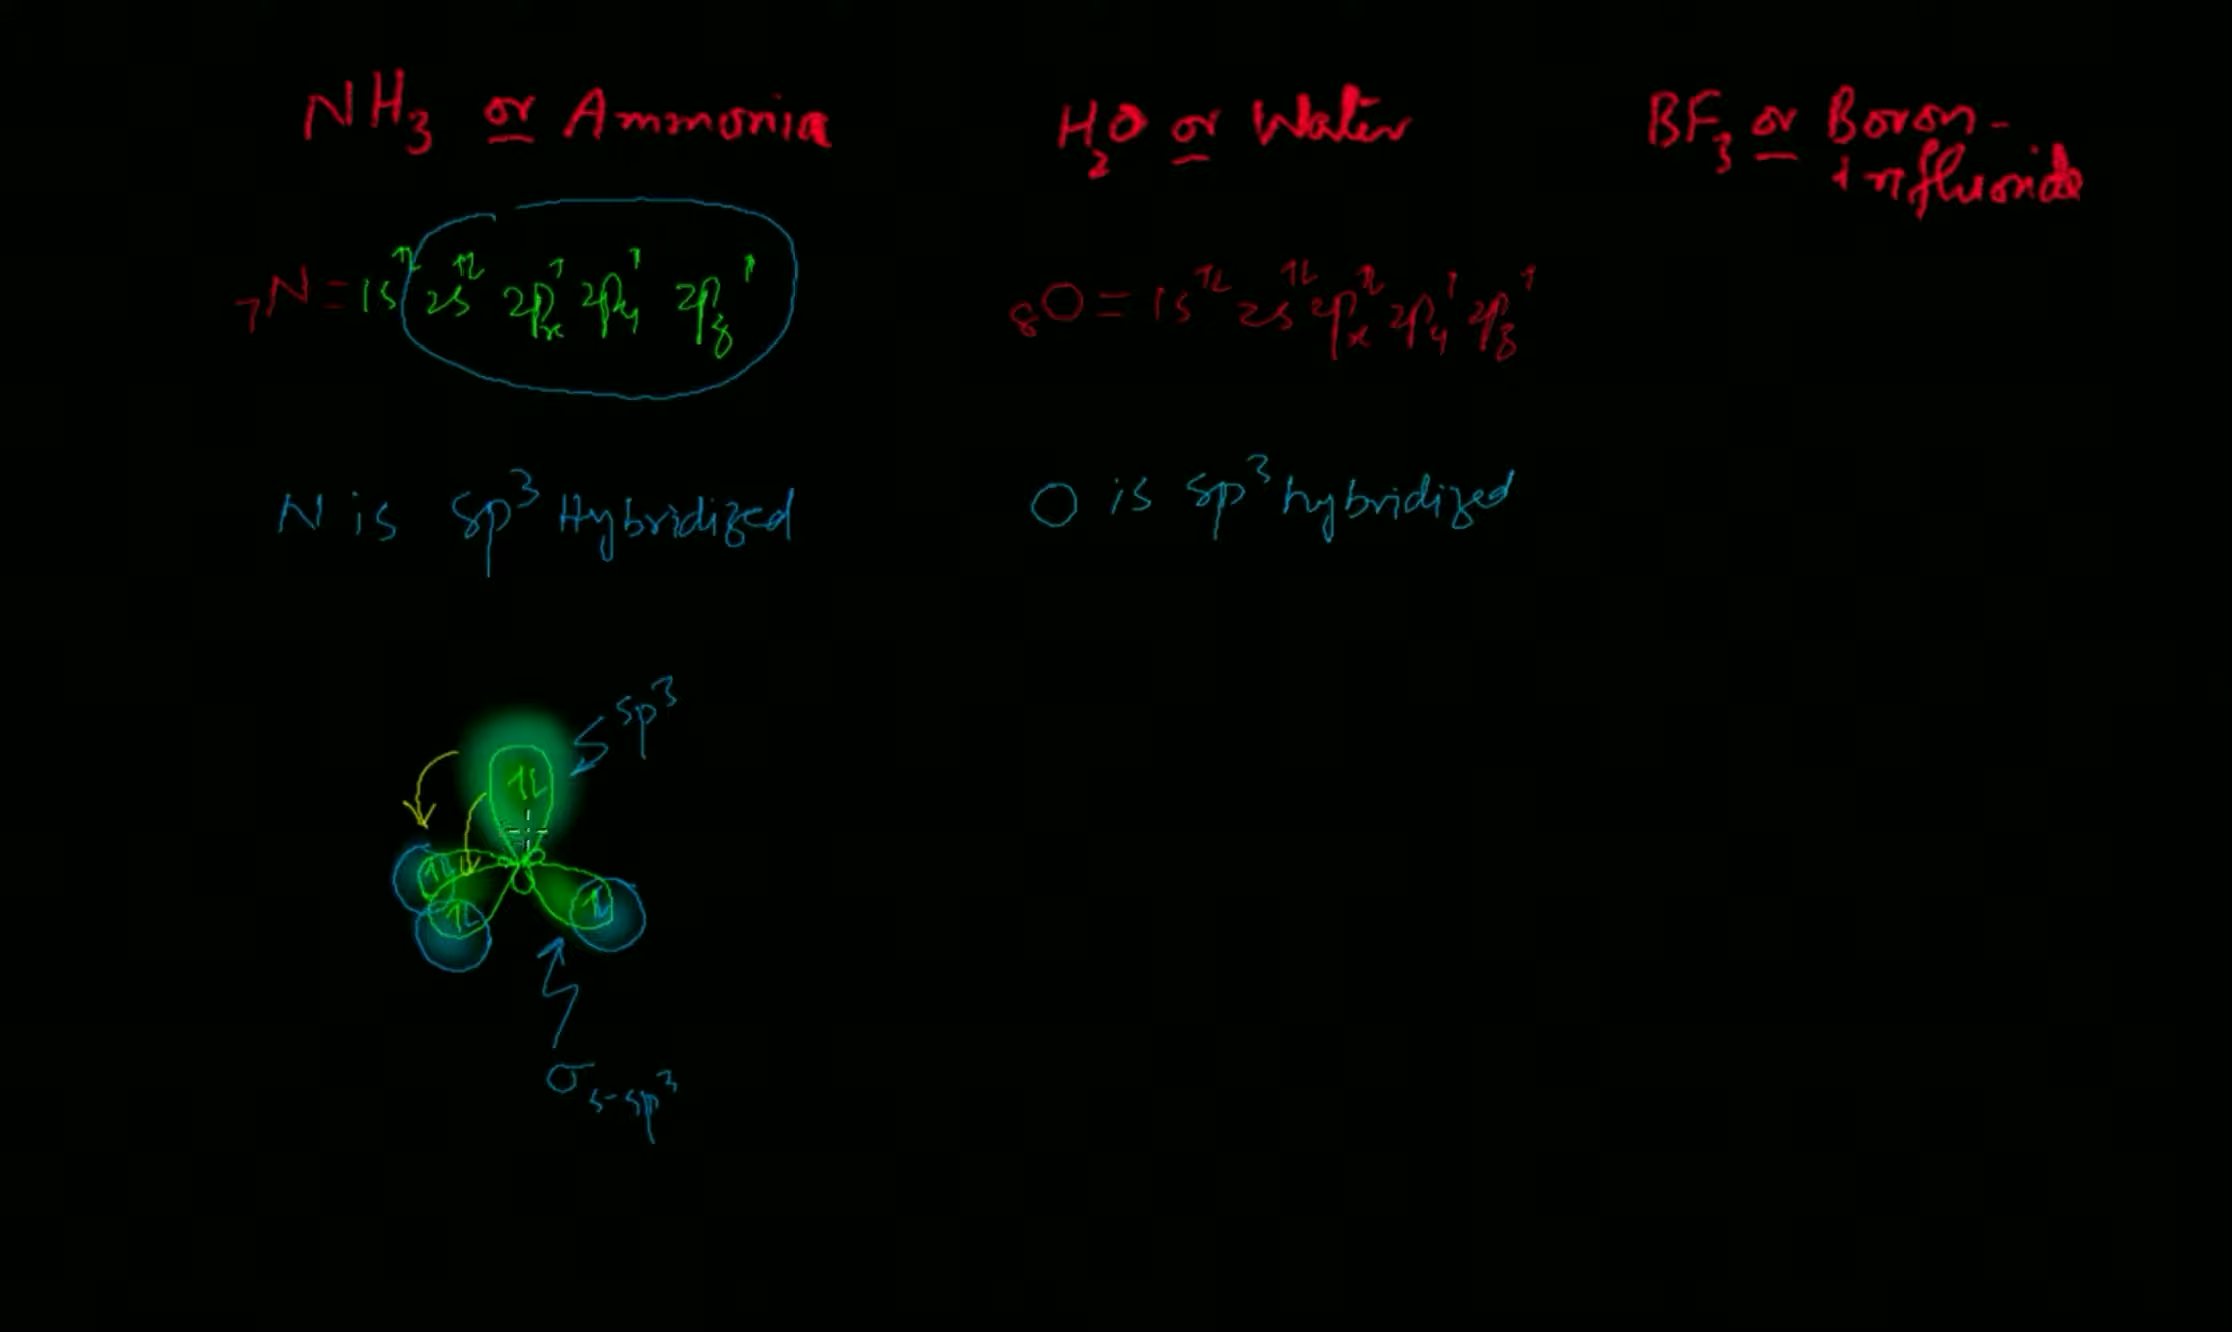 NH3 or Ammonia
H2O or Water
BF3 or Boron-
trifluoride
7N = 1s↑↓ 2s↑↓ 2px↑ 2py↑ 2pz↑
8O = 1s↑↓ 2s↑↓ 2px↑↓ 2py↑ 2pz↑
N is sp³ Hybridized
O is sp³ hybridized
sp³
↑↓
↑↓
↑↓
↑↓
σ s-sp³